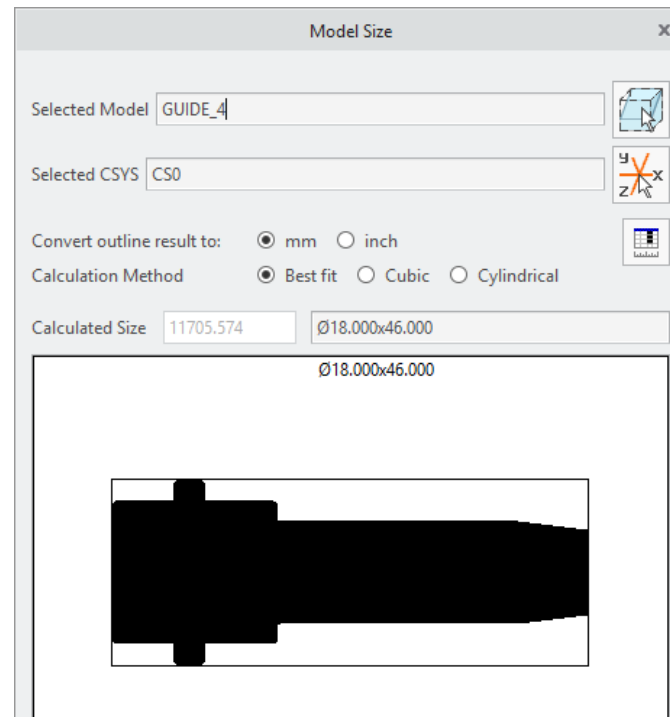 Model Size x
Selected Model GUIDE_4
Selected CSYS CS0
y x z
Convert outline result to: mm inch
Calculation Method Best fit Cubic Cylindrical
Calculated Size 11705.574 Ø18.000x46.000
Ø18.000x46.000